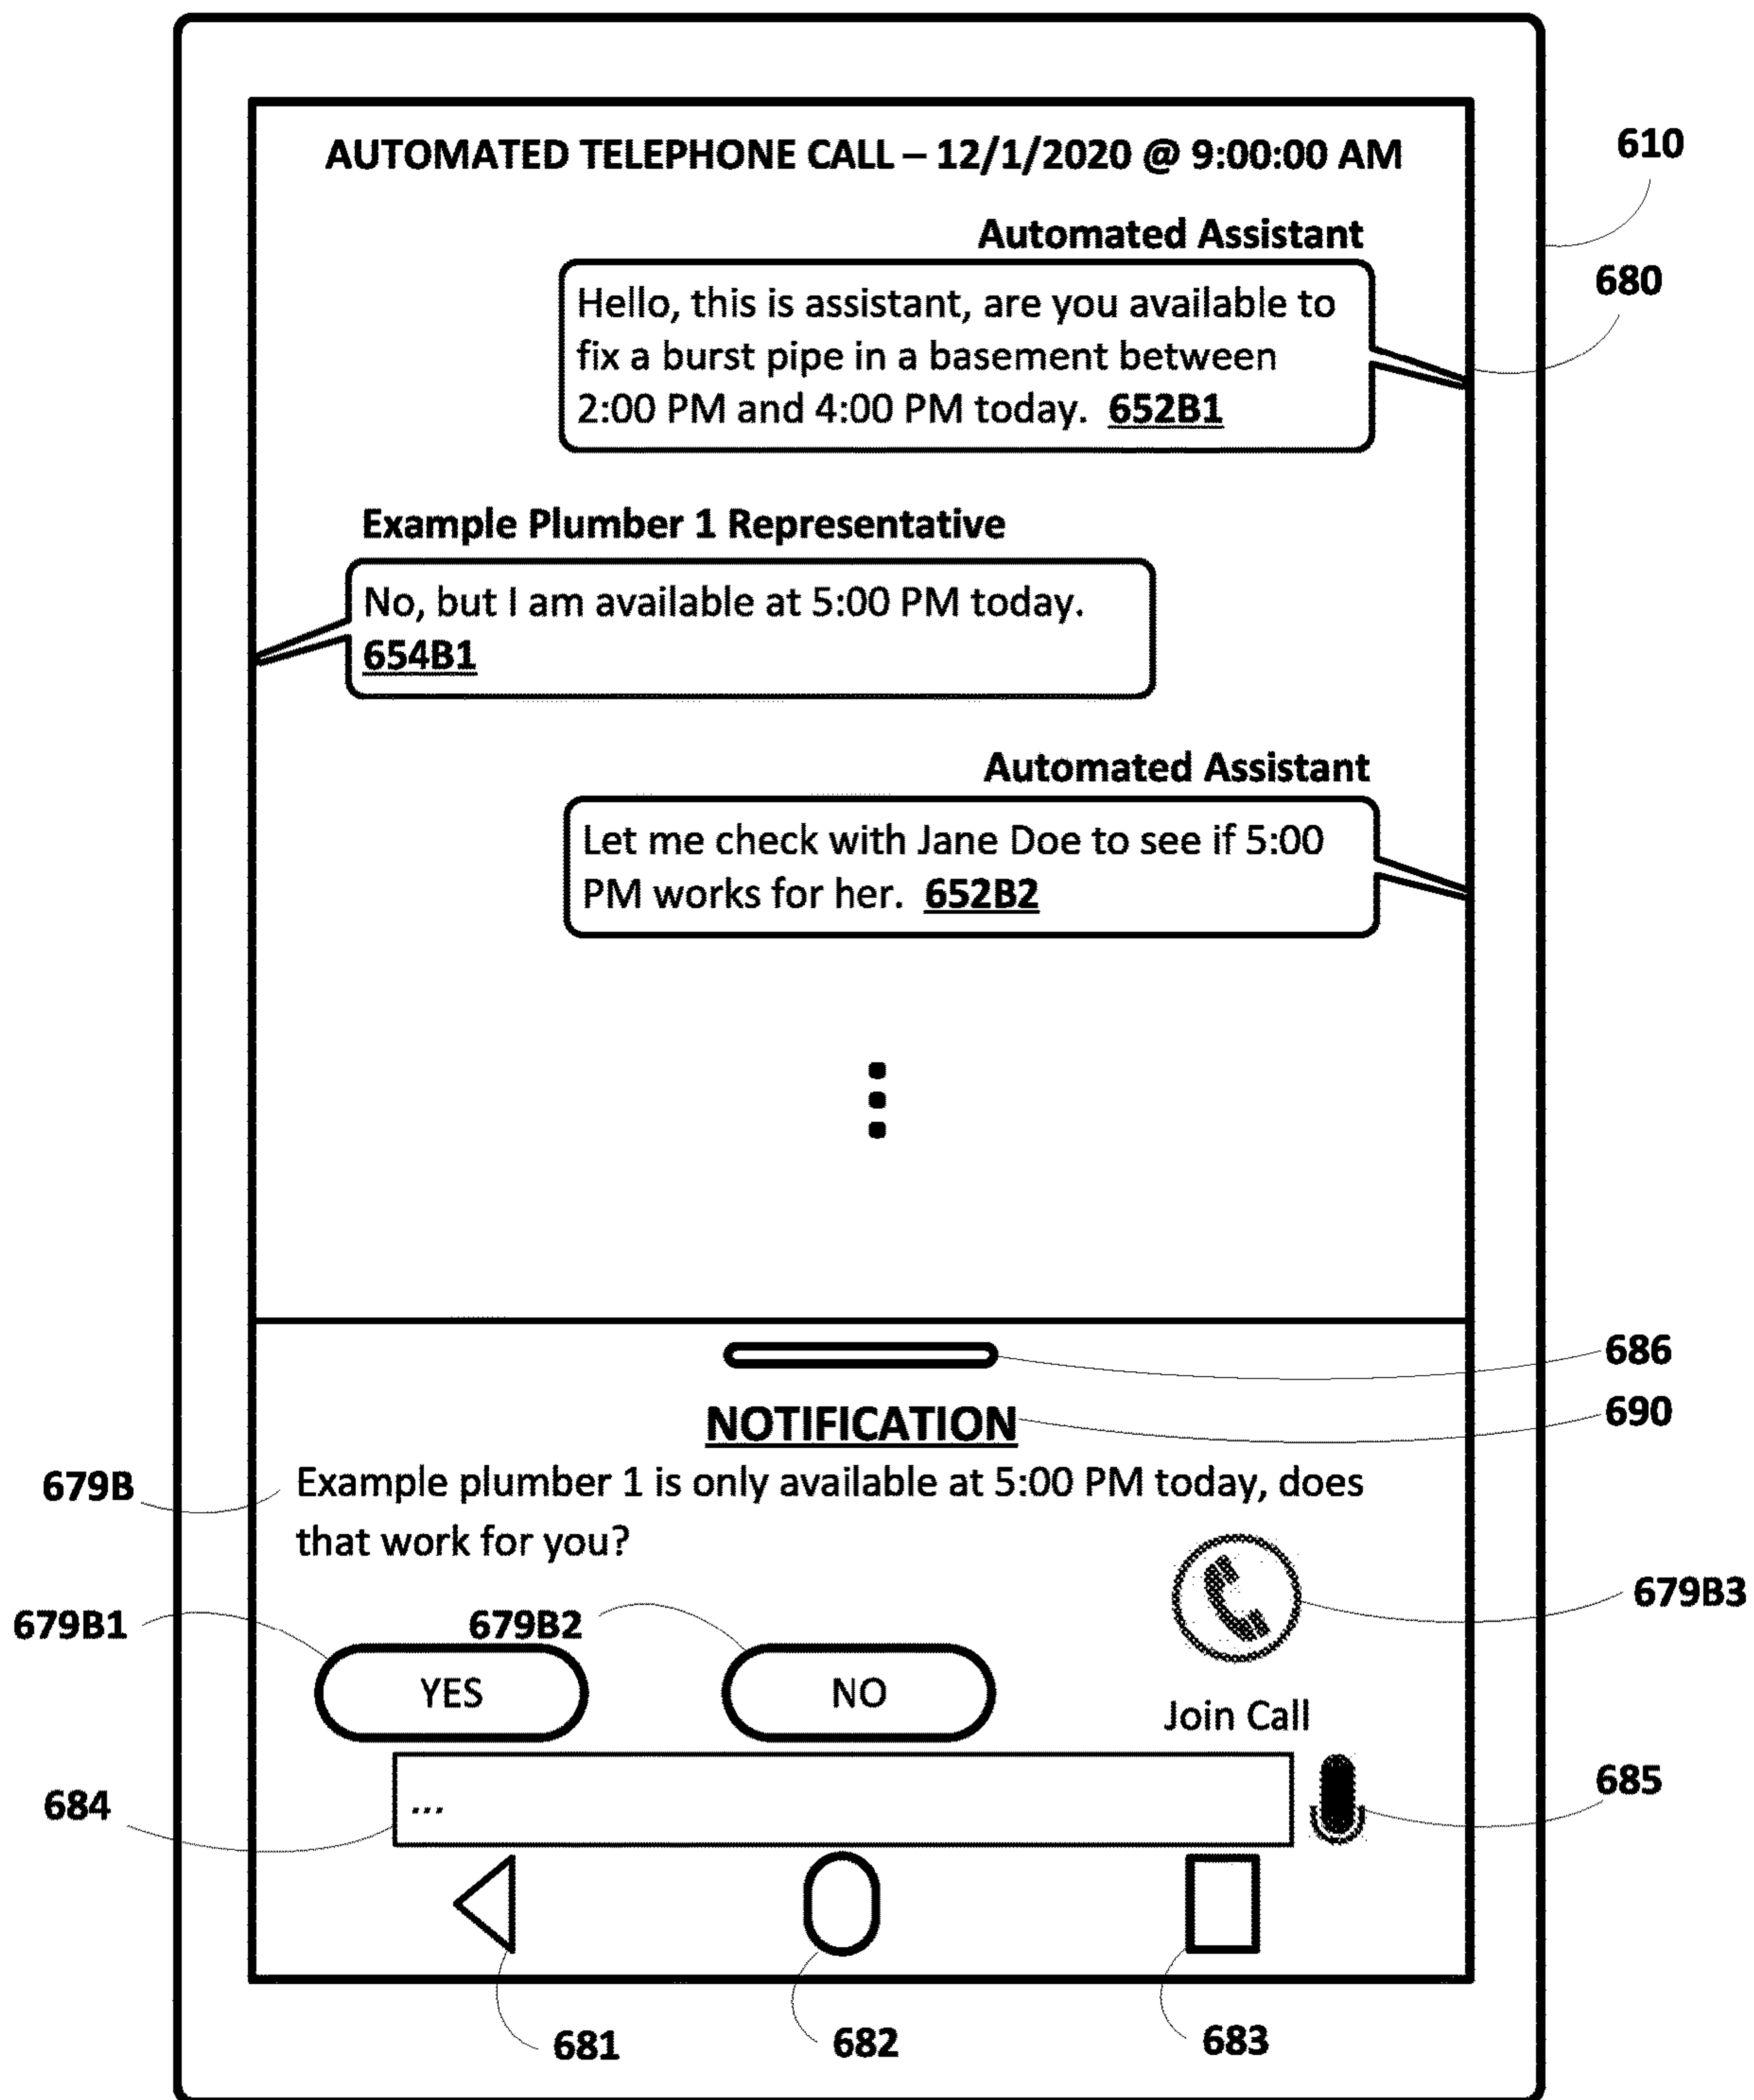 AUTOMATED TELEPHONE CALL – 12/1/2020 @ 9:00:00 AM
610
Automated Assistant
680
Hello, this is assistant, are you available to
fix a burst pipe in a basement between
2:00 PM and 4:00 PM today. 652B1
Example Plumber 1 Representative
No, but I am available at 5:00 PM today.
654B1
Automated Assistant
Let me check with Jane Doe to see if 5:00
PM works for her. 652B2
686
NOTIFICATION
690
679B
Example plumber 1 is only available at 5:00 PM today, does
that work for you?
679B3
679B1
679B2
YES
NO
Join Call
684
...
685
681
682
683